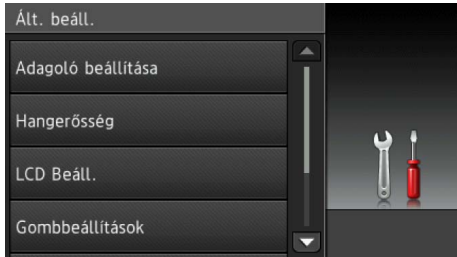 Ált. beáll.
Adagoló beállítása
Hangerősség
LCD Beáll.
Gombbeállítások